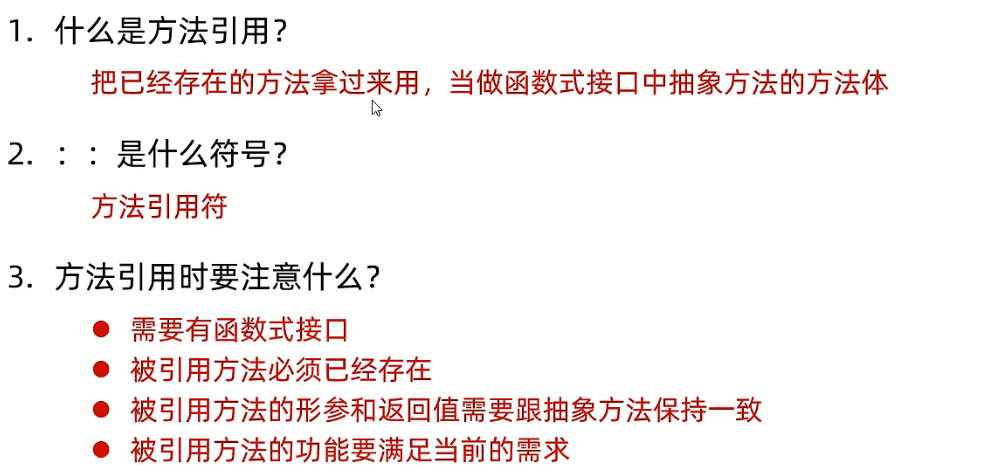 1. 什么是方法引用？
把已经存在的方法拿过来用，当做函数式接口中抽象方法的方法体
2. ：：是什么符号？
方法引用符
3. 方法引用时要注意什么？
● 需要有函数式接口
● 被引用方法必须已经存在
● 被引用方法的形参和返回值需要跟抽象方法保持一致
● 被引用方法的功能要满足当前的需求